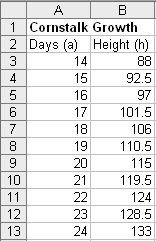 A B
1 Cornstalk Growth
2 Days (a) Height (h)
3 14 88
4 15 92.5
5 16 97
6 17 101.5
7 18 106
8 19 110.5
9 20 115
10 21 119.5
11 22 124
12 23 128.5
13 24 133